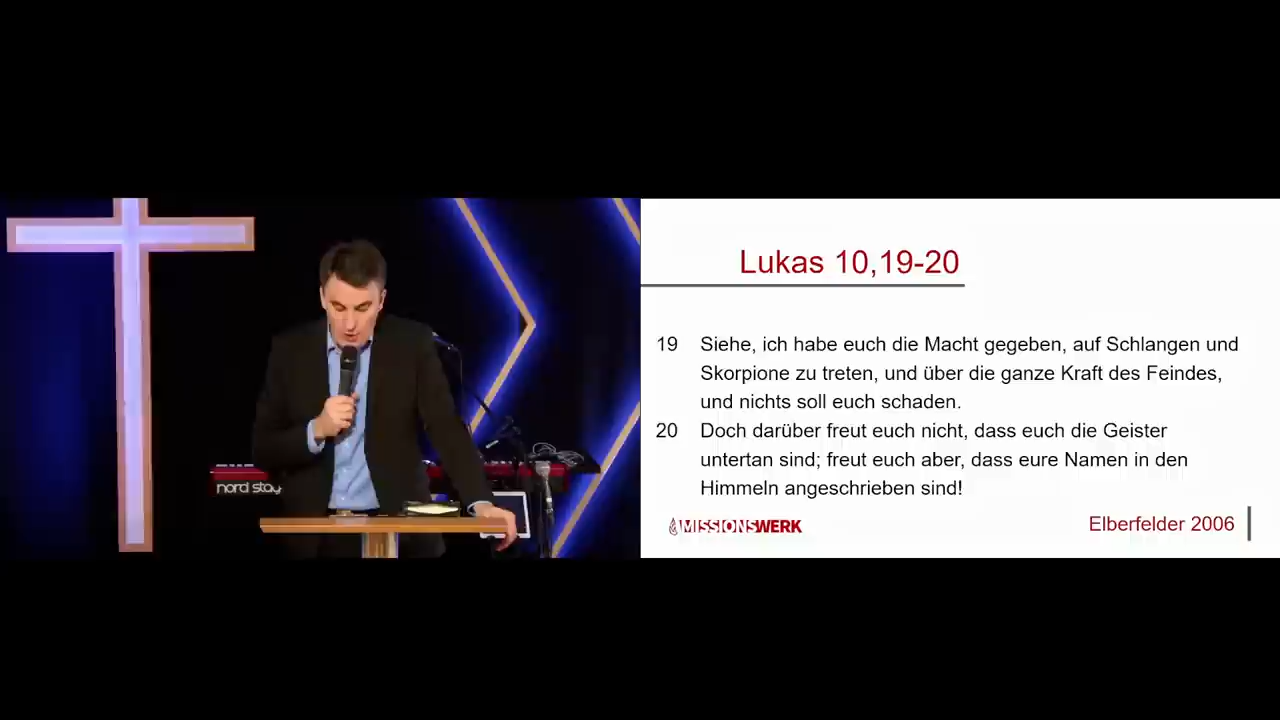 nord stag
Lukas 10,19-20
19 Siehe, ich habe euch die Macht gegeben, auf Schlangen und
Skorpione zu treten, und über die ganze Kraft des Feindes,
und nichts soll euch schaden.
20 Doch darüber freut euch nicht, dass euch die Geister
untertan sind; freut euch aber, dass eure Namen in den
Himmeln angeschrieben sind!
MISSIONSWERK
Elberfelder 2006